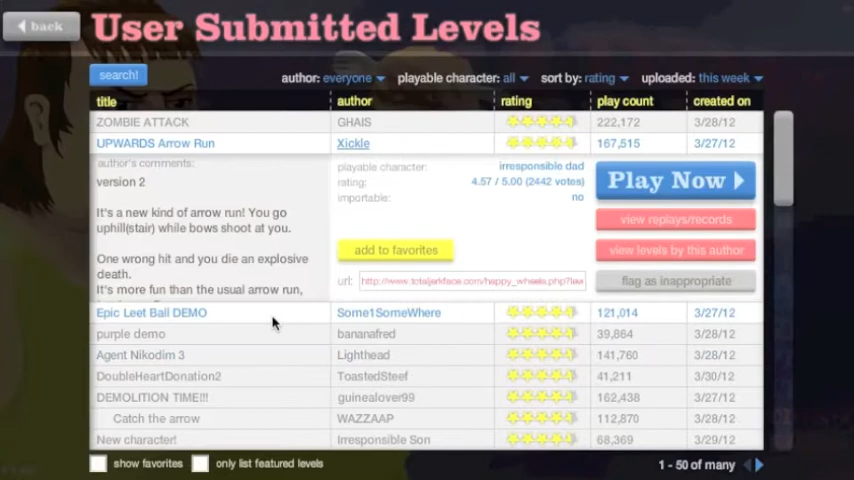 back
User Submitted Levels
search!
author: everyone playable character: all sort by: rating uploaded: this week
title author rating play count created on
ZOMBIE ATTACK GHAIS 222,172 3/28/12
UPWARDS Arrow Run Xickle 167,515 3/27/12
author's comments:
version 2
It's a new kind of arrow run! You go
uphill(stair) while bows shoot at you.
One wrong hit and you die an explosive
death.
It's more fun than the usual arrow run,
playable character: irresponsible dad
rating: 4.57 / 5.00 (2442 votes)
importable: no
add to favorites
url: http://www.totaljerkface.com/happy_wheels.php?lev
Play Now
view replays/records
view levels by this author
flag as inappropriate
Epic Leet Ball DEMO Some1SomeWhere 121,014 3/27/12
purple demo bananafred 39,864 3/28/12
Agent Nikodim 3 Lighthead 141,760 3/28/12
DoubleHeartDonation2 ToastedSteef 41,211 3/30/12
DEMOLITION TIME!!! guinealover99 162,438 3/27/12
Catch the arrow WAZZAAP 112,870 3/28/12
New character! Irresponsible Son 68,369 3/29/12
show favorites only list featured levels 1 - 50 of many